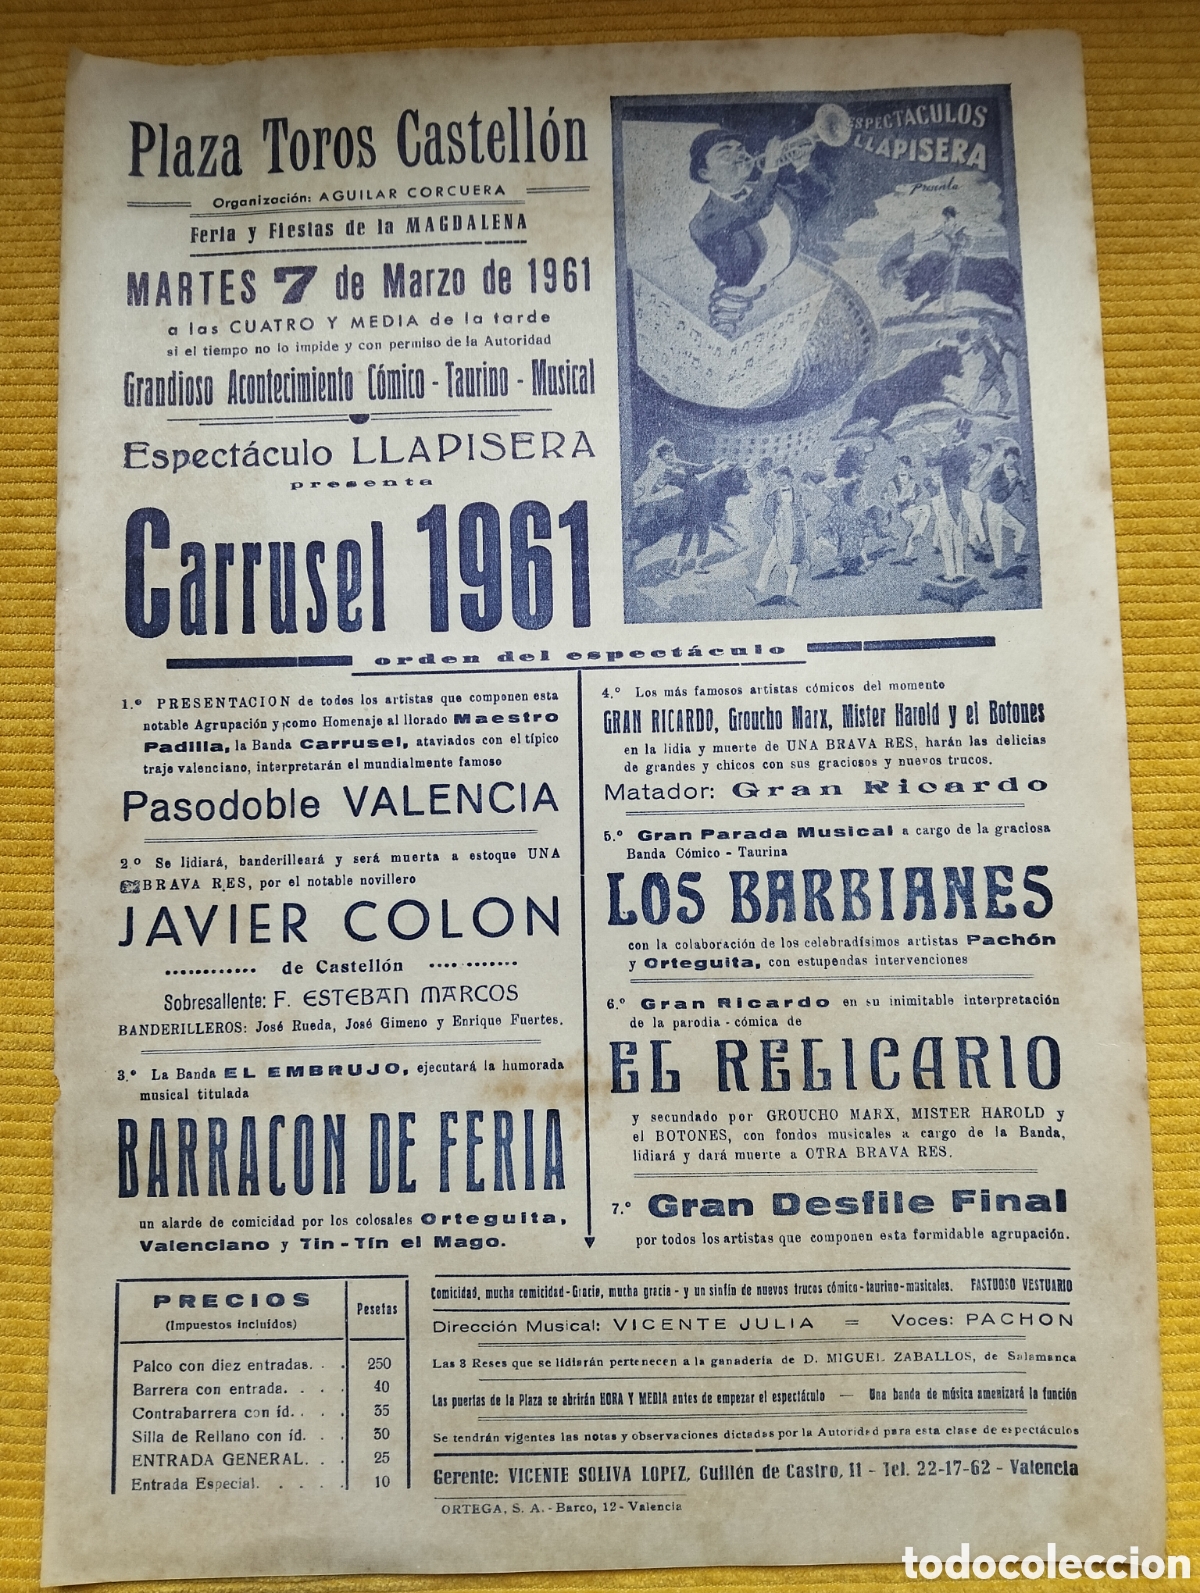 Plaza Toros Castellón
Organización: AGUILAR CORCUERA
Feria y Fiestas de la MAGDALENA
MARTES 7 de Marzo de 1961
a las CUATRO Y MEDIA de la tarde
si el tiempo no lo impide y con permiso de la Autoridad
Grandioso Acontecimiento Cómico - Taurino - Musical
Espectáculo LLAPISERA
presenta
Carrusel 1961
ESPECTACULOS
LLAPISERA
Presenta
orden del espectáculo
1.º PRESENTACION de todos los artistas que componen esta
notable Agrupación y como Homenaje al llorado Maestro
Padilla, la Banda Carrusel, ataviados con el típico
traje valenciano, interpretarán el mundialmente famoso
Pasodoble VALENCIA
2º Se lidiará, banderilleará y será muerta a estoque UNA
BRAVA RES, por el notable novillero
JAVIER COLON
............ de Castellón ............
Sobresaliente: F. ESTEBAN MARCOS
BANDERILLEROS: José Rueda, José Gimeno y Enrique Fuertes.
3.º La Banda EL EMBRUJO, ejecutará la humorada
musical titulada
BARRACON DE FERIA
un alarde de comicidad por los colosales Orteguita,
Valenciano y Tin-Tín el Mago.
4.º Los más famosos artistas cómicos del momento
GRAN RICARDO, Groucho Marx, Mister Harold y el Botones
en la lidia y muerte de UNA BRAVA RES, harán las delicias
de grandes y chicos con sus graciosos y nuevos trucos.
Matador: Gran Ricardo
5.º Gran Parada Musical a cargo de la graciosa
Banda Cómico - Taurina
LOS BARBIANES
con la colaboración de los celebradísimos artistas Pachón
y Orteguita, con estupendas intervenciones
6.º Gran Ricardo en su inimitable interpretación
de la parodia - cómica de
EL RELICARIO
y secundado por GROUCHO MARX, MISTER HAROLD y
el BOTONES, con fondos musicales a cargo de la Banda,
lidiará y dará muerte a OTRA BRAVA RES.
7.º Gran Desfile Final
por todos los artistas que componen esta formidable agrupación.
PRECIOS
(Impuestos incluidos)
Pesetas
Palco con diez entradas. . . 250
Barrera con entrada. . . . 40
Contrabarrera con íd. . . . 35
Silla de Rellano con íd. . . 30
ENTRADA GENERAL. . . 25
Entrada Especial. . . . . 10
Comicidad, mucha comicidad - Gracia, mucha gracia - y un sinfín de nuevos trucos cómico-taurino-musicales. FASTUOSO VESTUARIO
Dirección Musical: VICENTE JULIA = Voces: PACHON
Las 3 Reses que se lidiarán pertenecen a la ganadería de D. MIGUEL ZABALLOS, de Salamanca
Las puertas de la Plaza se abrirán HORA Y MEDIA antes de empezar el espectáculo — Una banda de música amenizará la función
Se tendrán vigentes las notas y observaciones dictadas por la Autoridad para esta clase de espectáculos
Gerente: VICENTE SOLIVA LOPEZ, Guillén de Castro, 11 - Tel. 22-17-62 - Valencia
ORTEGA, S. A. - Barco, 12 - Valencia
todocoleccion